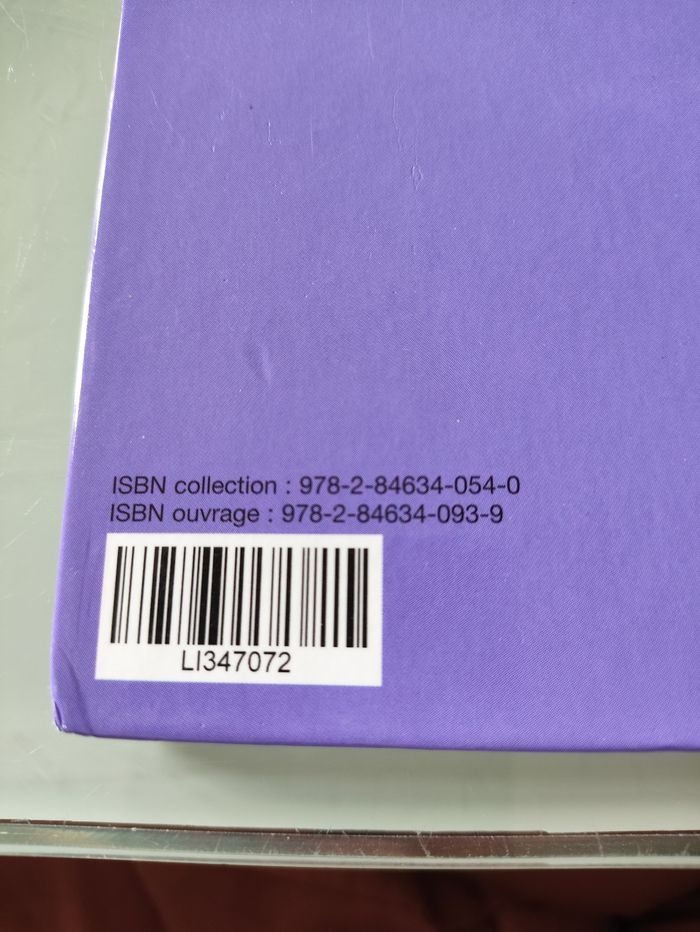 ISBN collection : 978-2-84634-054-0
ISBN ouvrage : 978-2-84634-093-9
LI347072